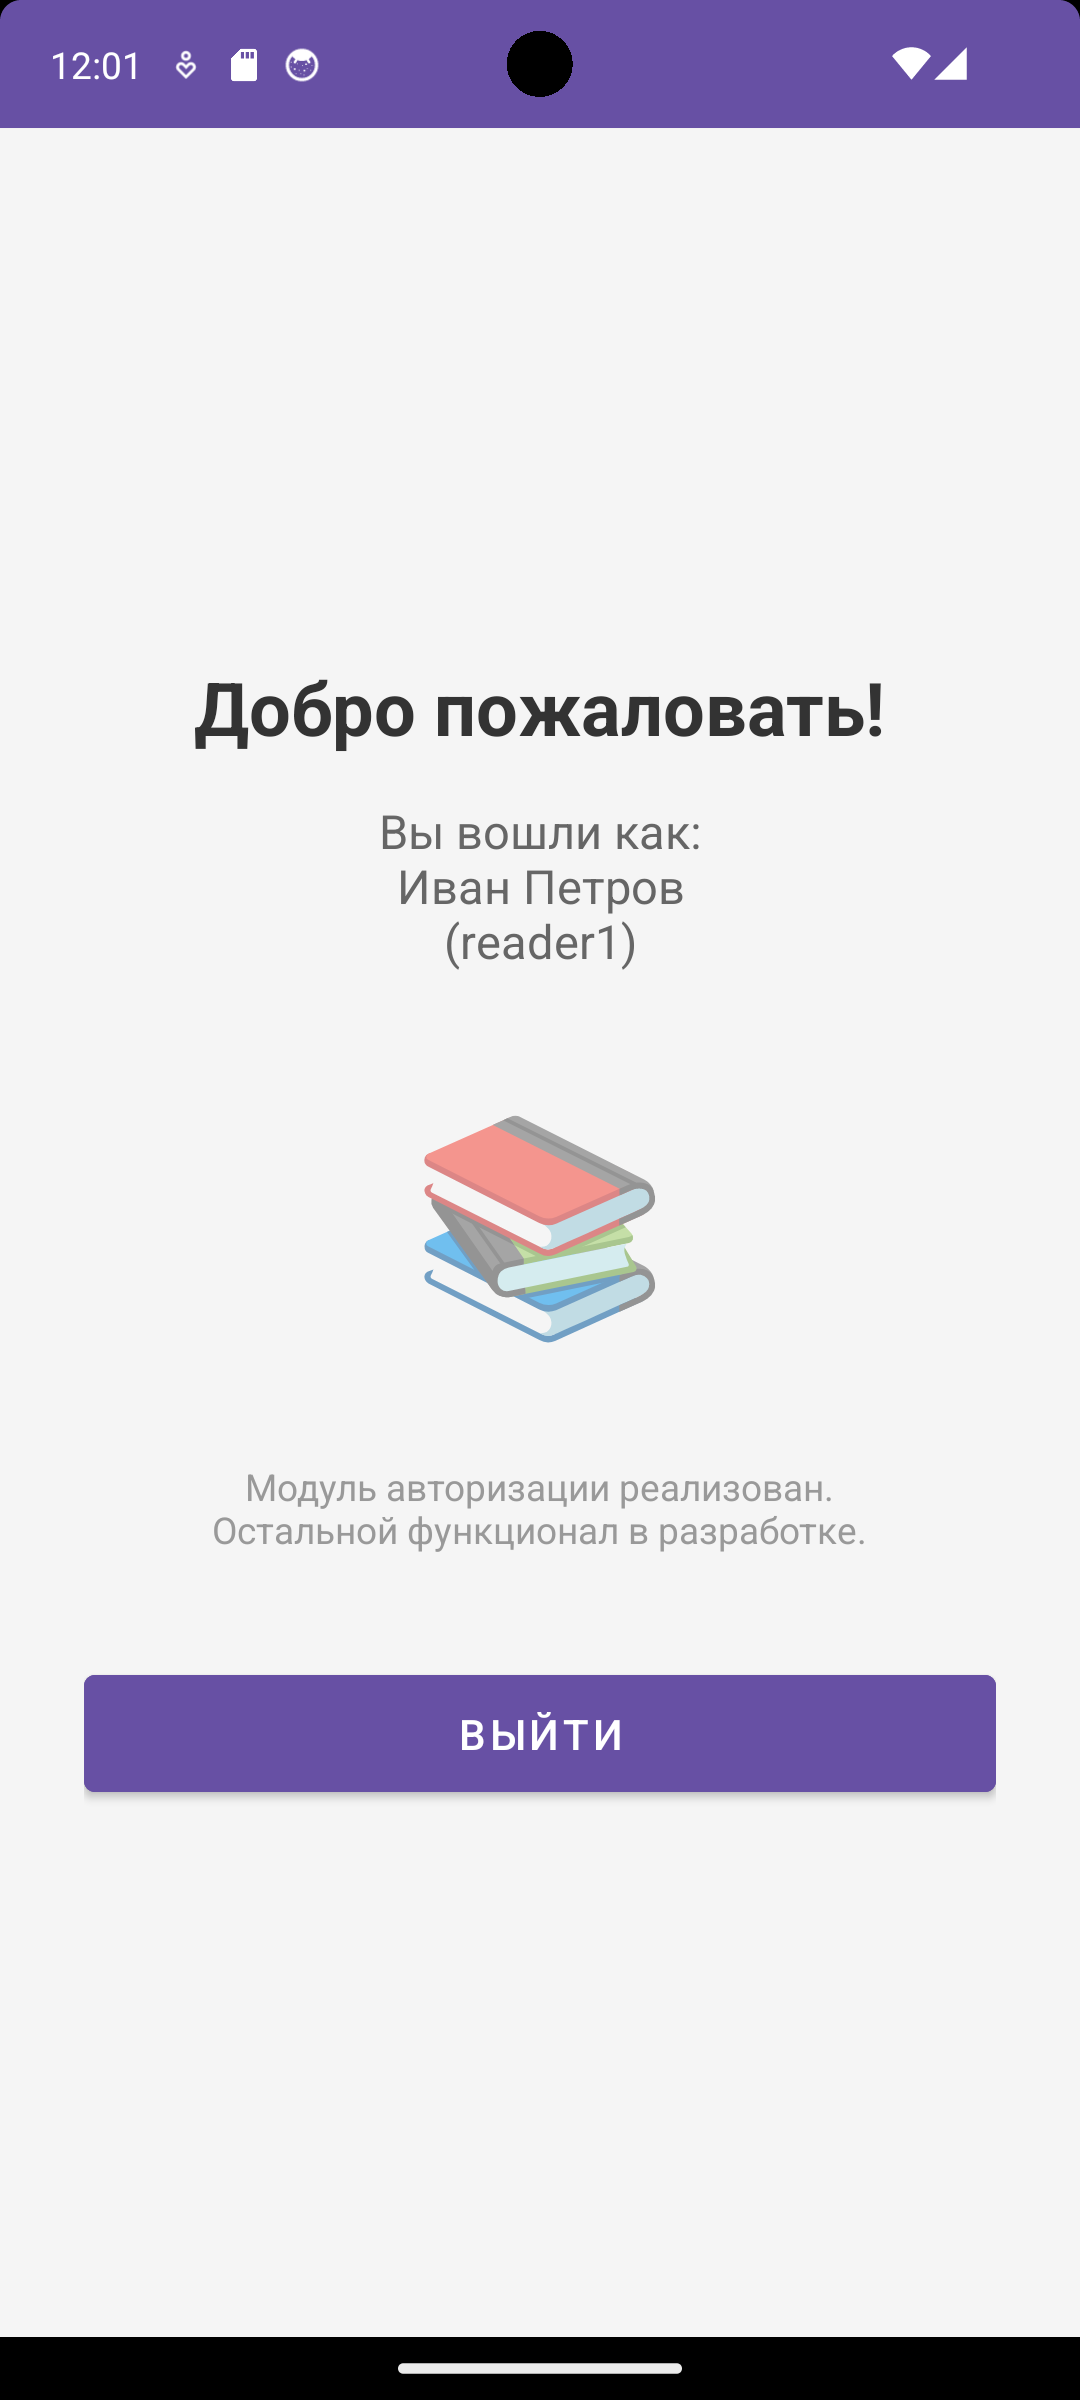 12:01
Добро пожаловать!
Вы вошли как:
Иван Петров
(reader1)
Модуль авторизации реализован.
Остальной функционал в разработке.
ВЫЙТИ